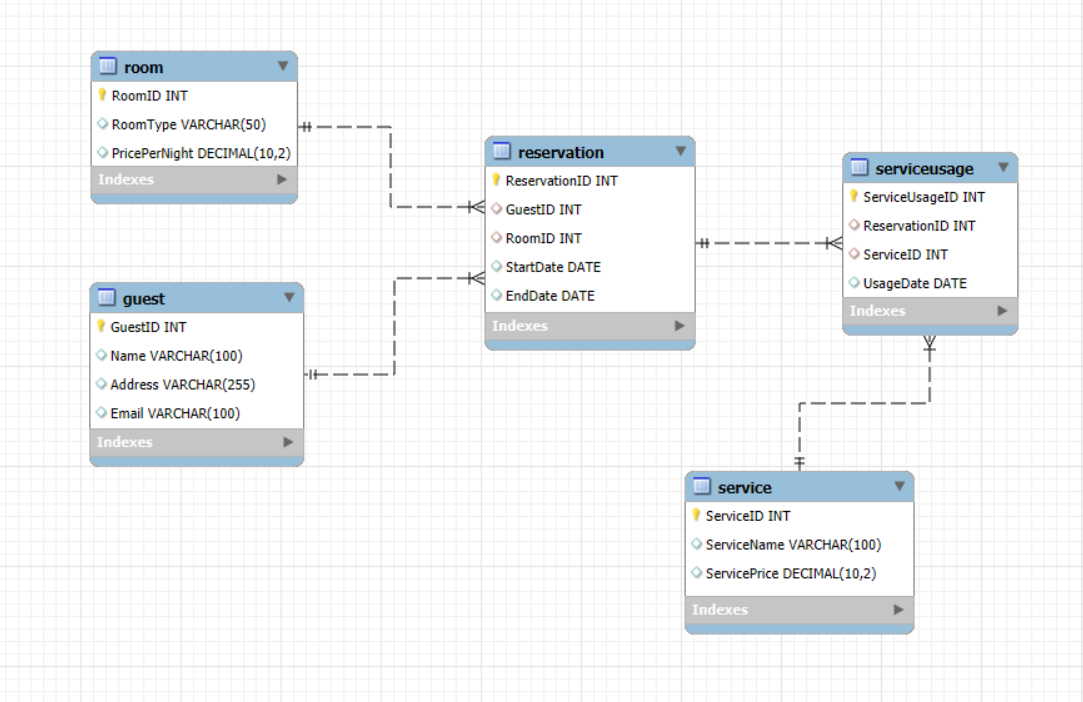 room
RoomID INT
RoomType VARCHAR(50)
PricePerNight DECIMAL(10,2)
Indexes
guest
GuestID INT
Name VARCHAR(100)
Address VARCHAR(255)
Email VARCHAR(100)
Indexes
reservation
ReservationID INT
GuestID INT
RoomID INT
StartDate DATE
EndDate DATE
Indexes
serviceusage
ServiceUsageID INT
ReservationID INT
ServiceID INT
UsageDate DATE
Indexes
service
ServiceID INT
ServiceName VARCHAR(100)
ServicePrice DECIMAL(10,2)
Indexes